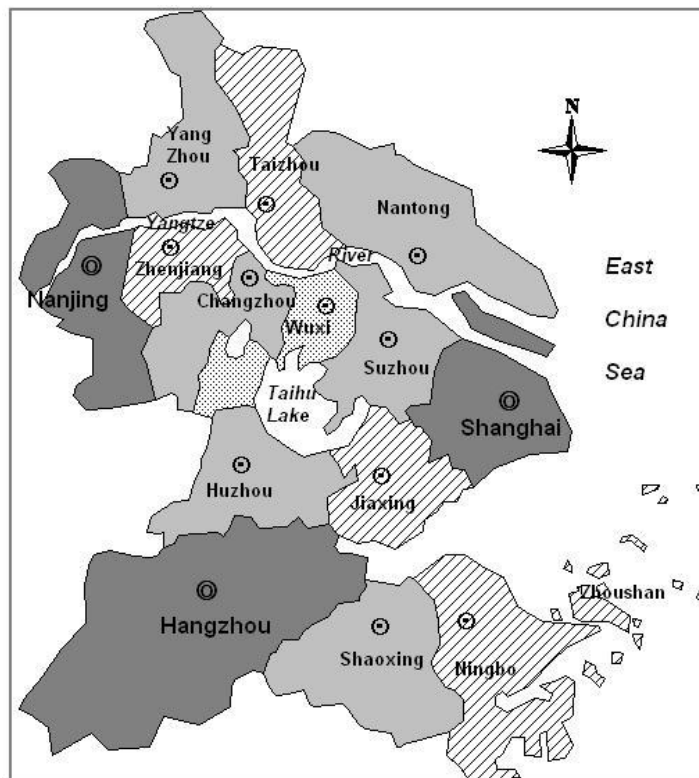 N
Yang
Zhou
Taizhou
Nantong
Yangtze
River
Zhenjiang
East
Nanjing
Changzhou
China
Wuxi
Suzhou
Sea
Taihu
Lake
Shanghai
Huzhou
Jiaxing
Zhoushan
Hangzhou
Shaoxing
Ningbo